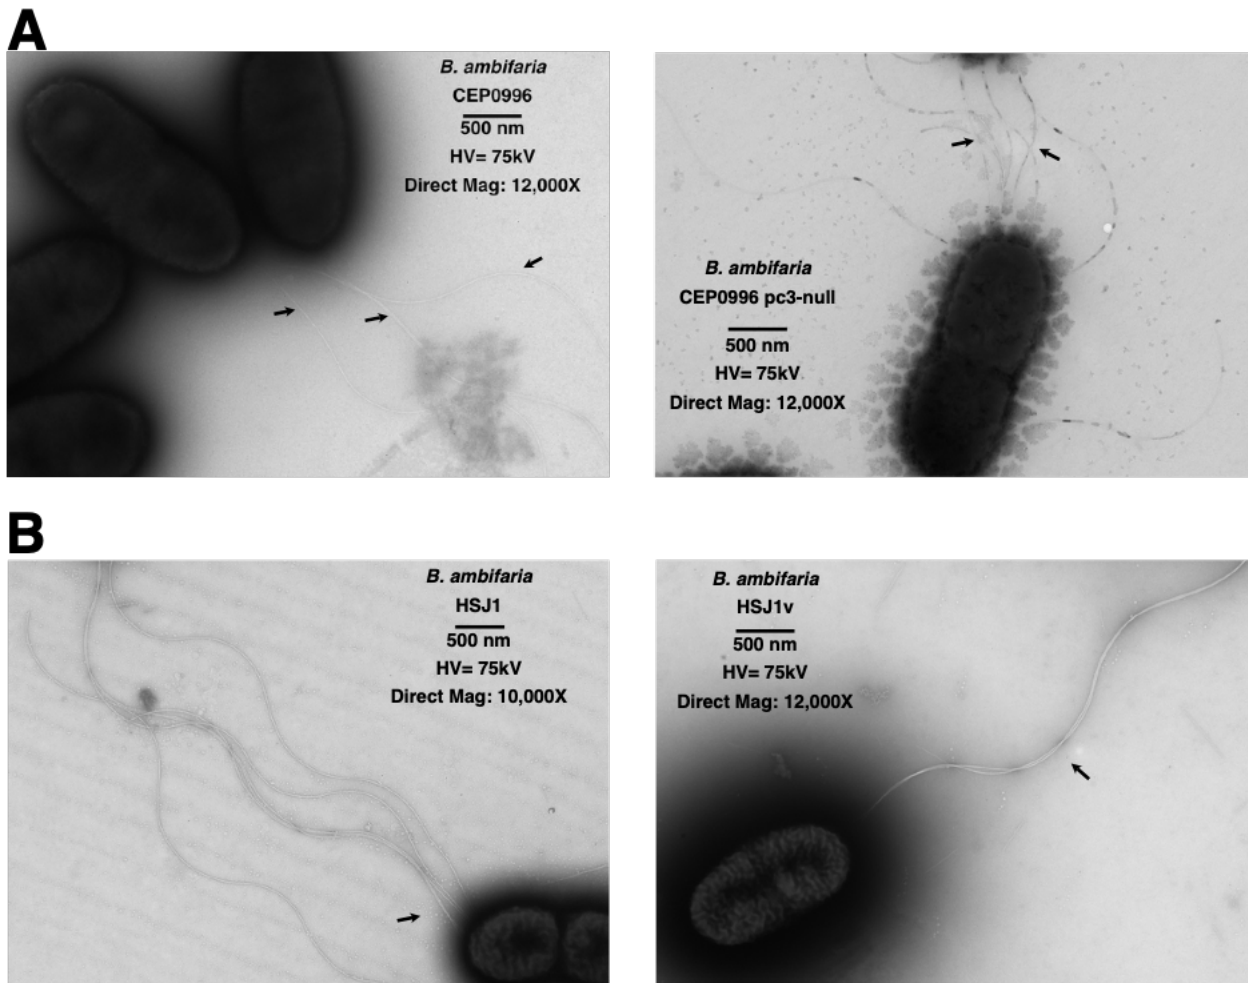 A
B. ambifaria
CEP0996
500 nm
HV= 75kV
Direct Mag: 12,000X
B. ambifaria
CEP0996 pc3-null
500 nm
HV= 75kV
Direct Mag: 12,000X
B
B. ambifaria
HSJ1
500 nm
HV= 75kV
Direct Mag: 10,000X
B. ambifaria
HSJ1v
500 nm
HV= 75kV
Direct Mag: 12,000X